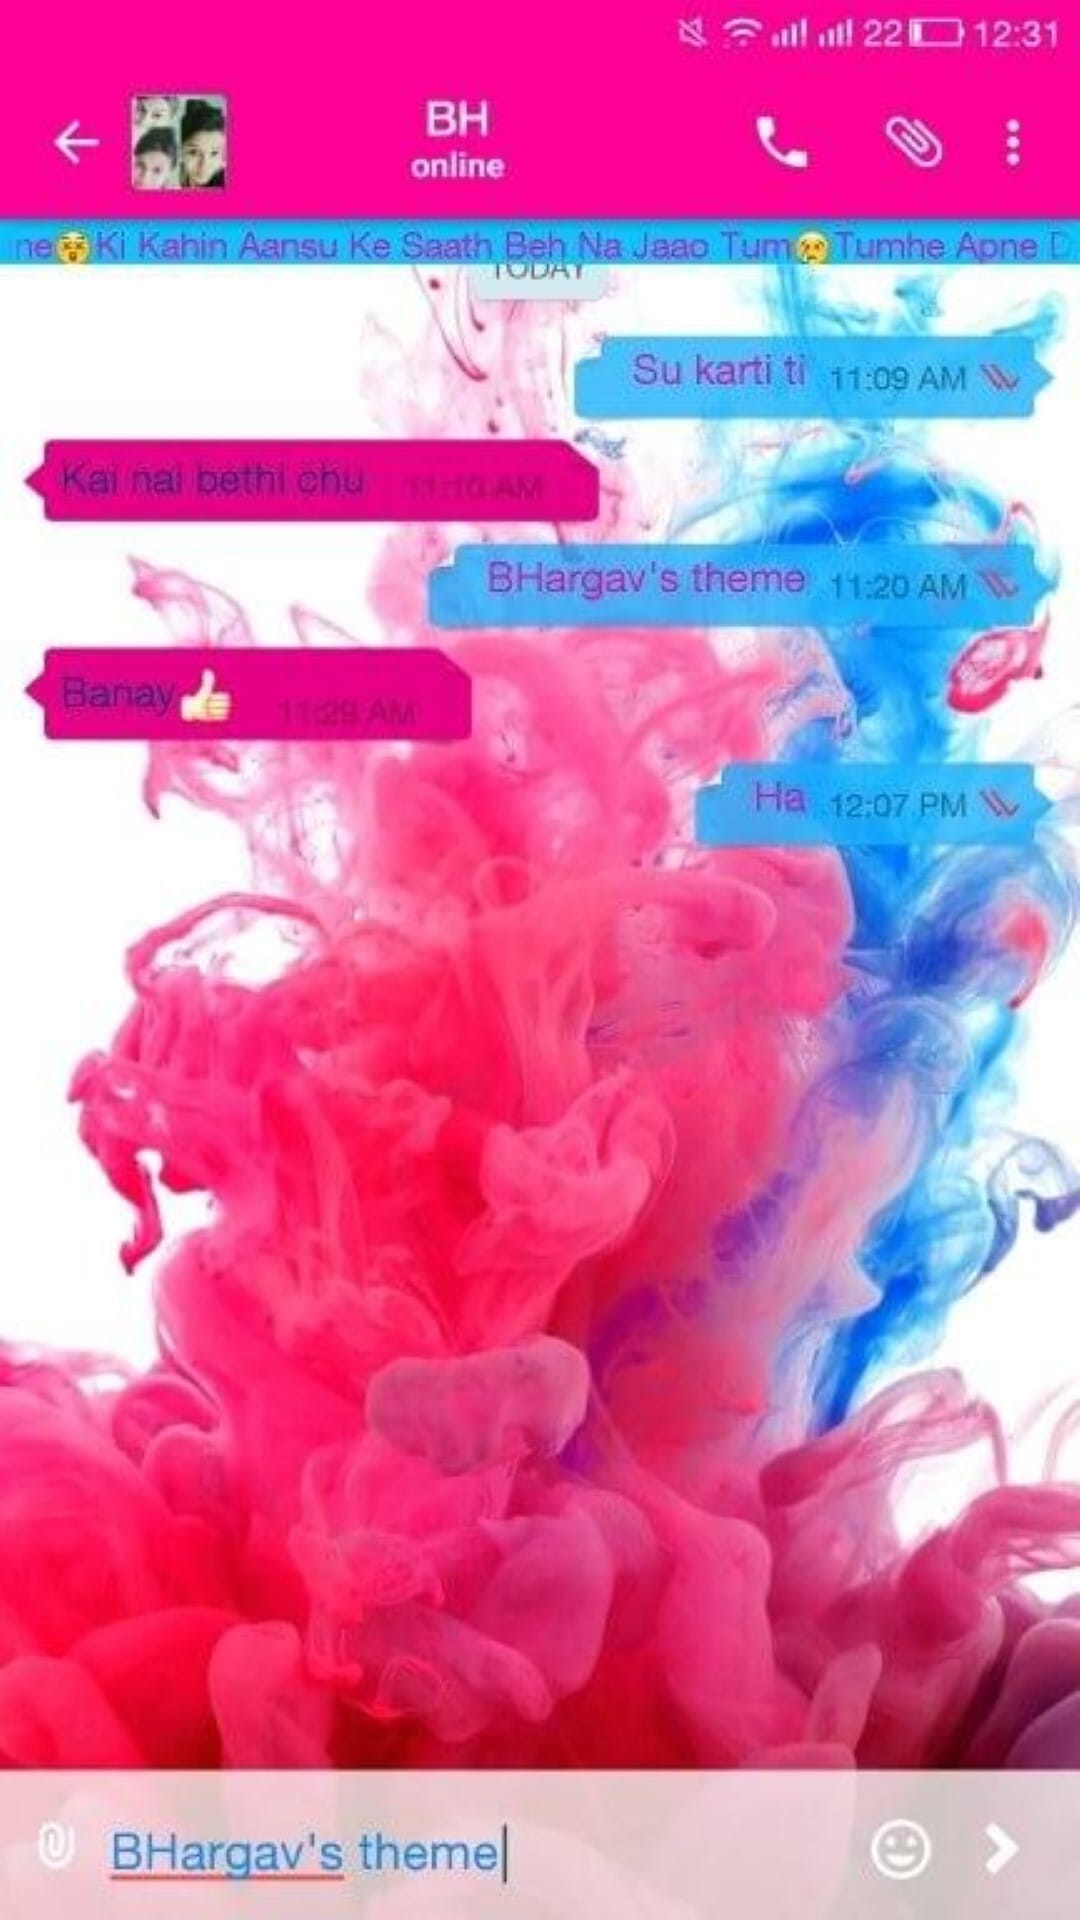 22 12:31
BH
online
ne😲Ki Kahin Aansu Ke Saath Beh Na Jaao Tum😢Tumhe Apne D
TODAY
Su karti ti 11:09 AM
Kai nai bethi chu 11:10 AM
BHargav's theme 11:20 AM
Banay👍 11:29 AM
Ha 12:07 PM
BHargav's theme